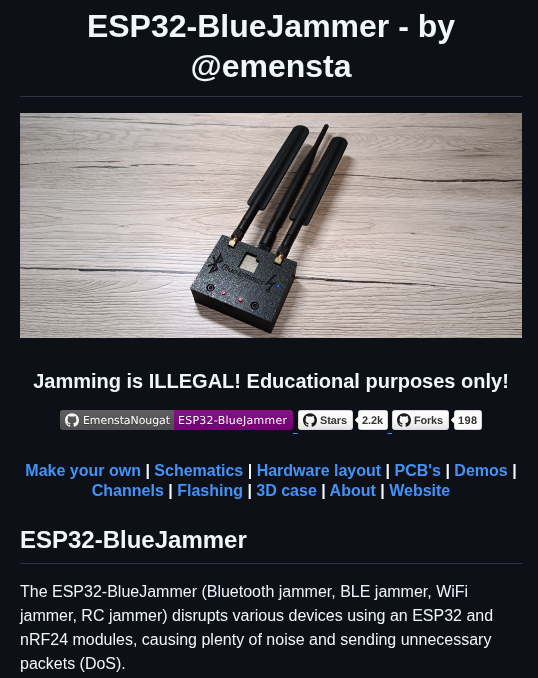 ESP32-BlueJammer - by
@emensta
Jamming is ILLEGAL! Educational purposes only!
EmenstaNougat ESP32-BlueJammer Stars 2.2k Forks 198
Make your own | Schematics | Hardware layout | PCB's | Demos |
Channels | Flashing | 3D case | About | Website
ESP32-BlueJammer
The ESP32-BlueJammer (Bluetooth jammer, BLE jammer, WiFi
jammer, RC jammer) disrupts various devices using an ESP32 and
nRF24 modules, causing plenty of noise and sending unnecessary
packets (DoS).